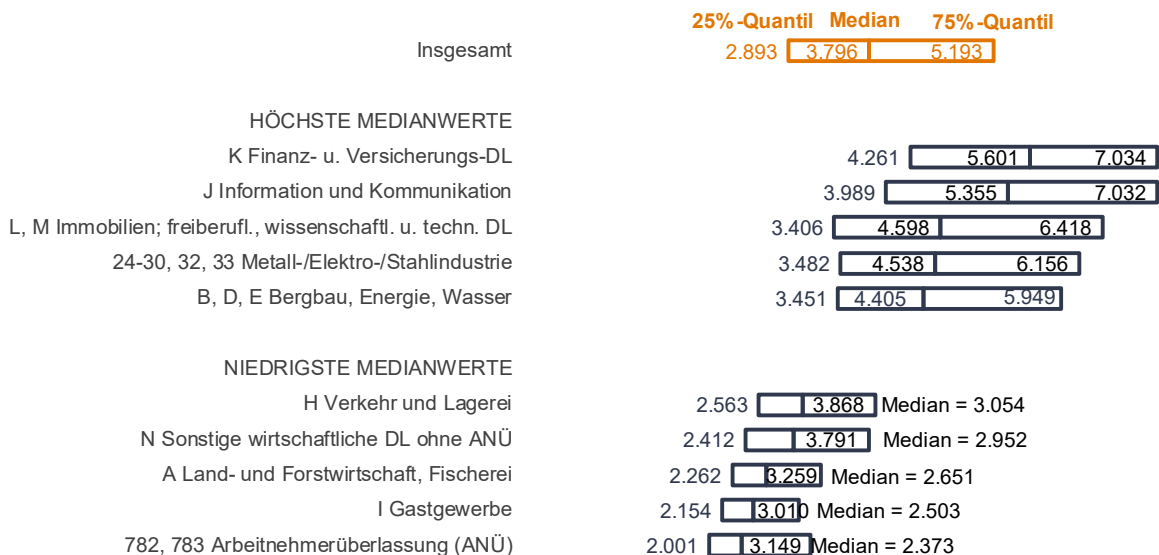 25%-Quantil Median 75%-Quantil
Insgesamt 2.893 3.796 5.193
HÖCHSTE MEDIANWERTE
K Finanz- u. Versicherungs-DL 4.261 5.601 7.034
J Information und Kommunikation 3.989 5.355 7.032
L, M Immobilien; freiberufl., wissenschaftl. u. techn. DL 3.406 4.598 6.418
24-30, 32, 33 Metall-/Elektro-/Stahlindustrie 3.482 4.538 6.156
B, D, E Bergbau, Energie, Wasser 3.451 4.405 5.949
NIEDRIGSTE MEDIANWERTE
H Verkehr und Lagerei 2.563 3.868 Median = 3.054
N Sonstige wirtschaftliche DL ohne ANÜ 2.412 3.791 Median = 2.952
A Land- und Forstwirtschaft, Fischerei 2.262 3.259 Median = 2.651
I Gastgewerbe 2.154 3.010 Median = 2.503
782, 783 Arbeitnehmerüberlassung (ANÜ) 2.001 3.149 Median = 2.373